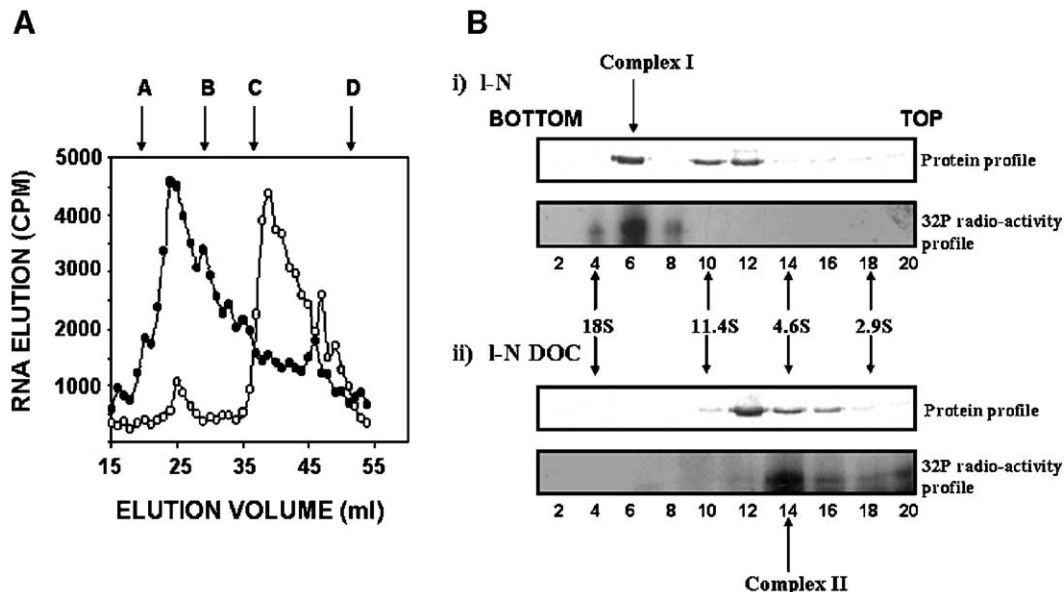 A
A B C D
RNA ELUTION (CPM)
5000
4000
3000
2000
1000
15 25 35 45 55
ELUTION VOLUME (ml)
B
Complex I
i) l-N
BOTTOM TOP
Protein profile
32P radio-activity
profile
2 4 6 8 10 12 14 16 18 20
18S 11.4S 4.6S 2.9S
ii) l-N DOC
Protein profile
32P radio-activity
profile
2 4 6 8 10 12 14 16 18 20
Complex II